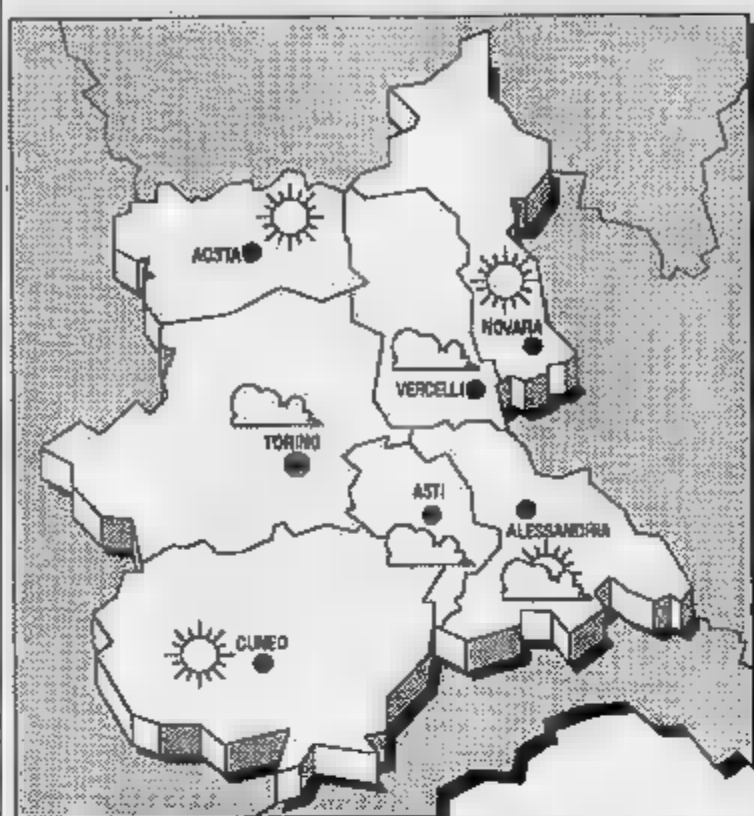 AOSTA
NOVARA
VERCELLI
TORINO
ASTI
ALESSANDRIA
CUNEO